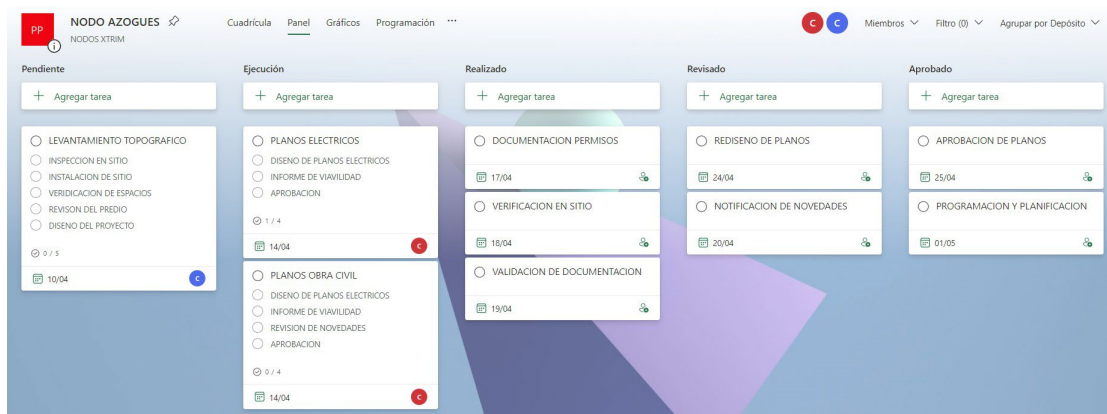 PP
NODO AZOGUES
NODOS XTRIM
Cuadrícula Panel Gráficos Programación ...
C C Miembros Filtro (0) Agrupar por Depósito
Pendiente
+ Agregar tarea
LEVANTAMIENTO TOPOGRAFICO
INSPECCION EN SITIO
INSTALACION DE SITIO
VERIDICACION DE ESPACIOS
REVISON DEL PREDIO
DISENO DEL PROYECTO
0 / 5
10/04 C
Ejecución
+ Agregar tarea
PLANOS ELECTRICOS
DISENO DE PLANOS ELECTRICOS
INFORME DE VIAVILIDAD
APROBACION
1 / 4
14/04 C
PLANOS OBRA CIVIL
DISENO DE PLANOS ELECTRICOS
INFORME DE VIAVILIDAD
REVISION DE NOVEDADES
APROBACION
0 / 4
14/04 C
Realizado
+ Agregar tarea
DOCUMENTACION PERMISOS
17/04
VERIFICACION EN SITIO
18/04
VALIDACION DE DOCUMENTACION
19/04
Revisado
+ Agregar tarea
REDISENO DE PLANOS
24/04
NOTIFICACION DE NOVEDADES
20/04
Aprobado
+ Agregar tarea
APROBACION DE PLANOS
25/04
PROGRAMACION Y PLANIFICACION
01/05